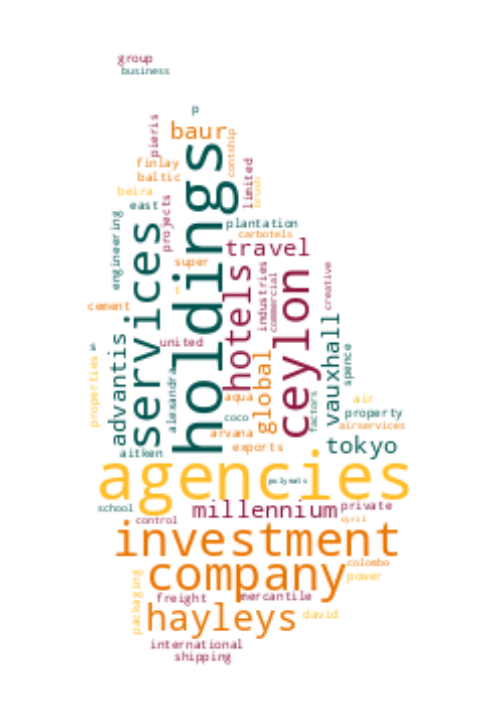 group
business
p
pieris
baur
contship
finlay
baltic
limited
beira
brush
east
projects
holdings
engineering
services
plantation
carbotels
travel
super
hotels
industries
commercial
ceylon
creative
t
cement
advantis
s
properties
united
alexandra
global
vauxhall
spence
aqua
air
coco
factors
property
airservices
arvana
exports
tokyo
aitken
agencies
polymats
school
millennium
private
control
cyril
investment
company
colombo
power
packaging
freight
mercantile
hayleys
david
international
shipping